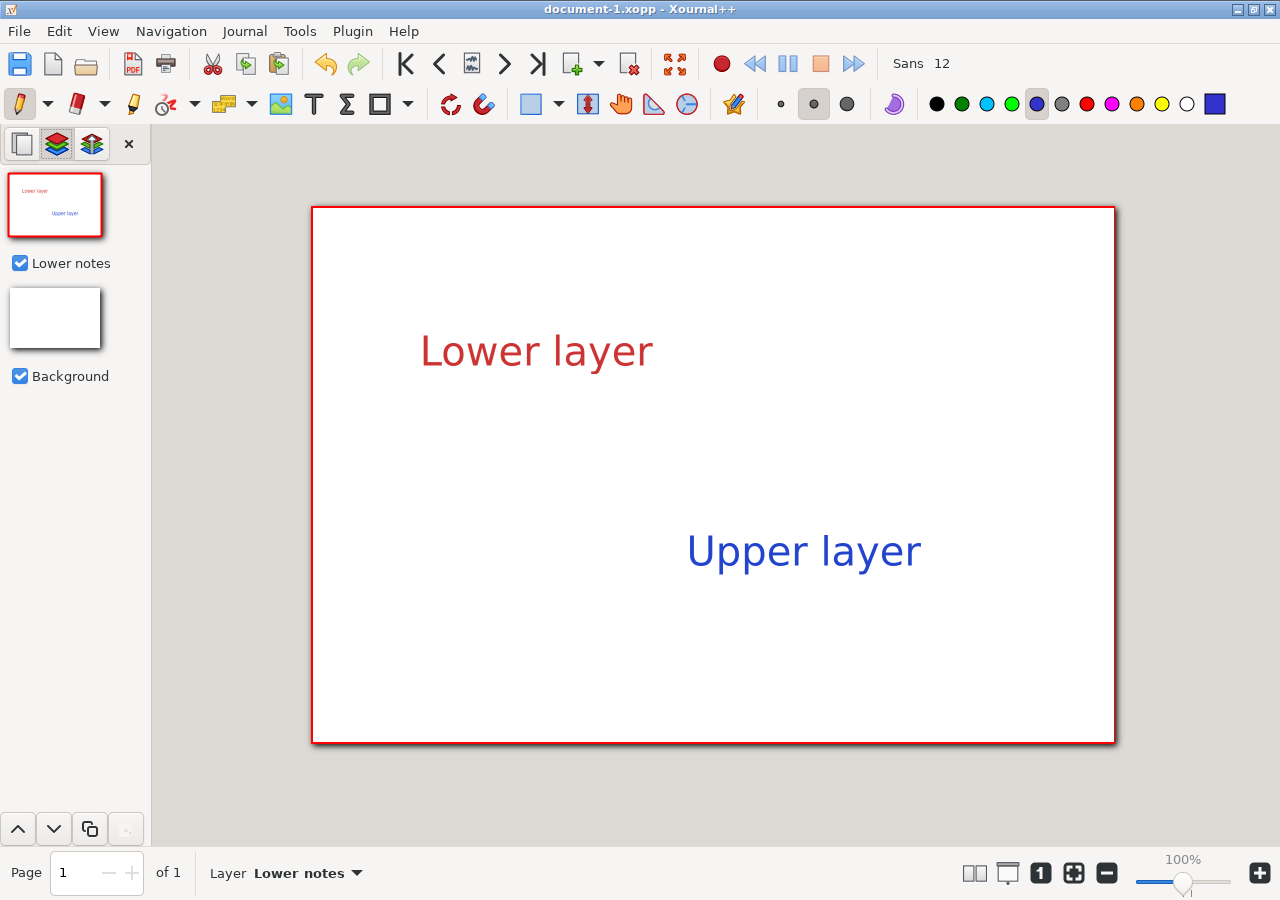 document-1.xopp - Xournal++
File Edit View Navigation Journal Tools Plugin Help
Sans 12
Lower layer
Upper layer
Lower notes
Background
Lower layer
Upper layer
Page 1 of 1 Layer Lower notes
100%